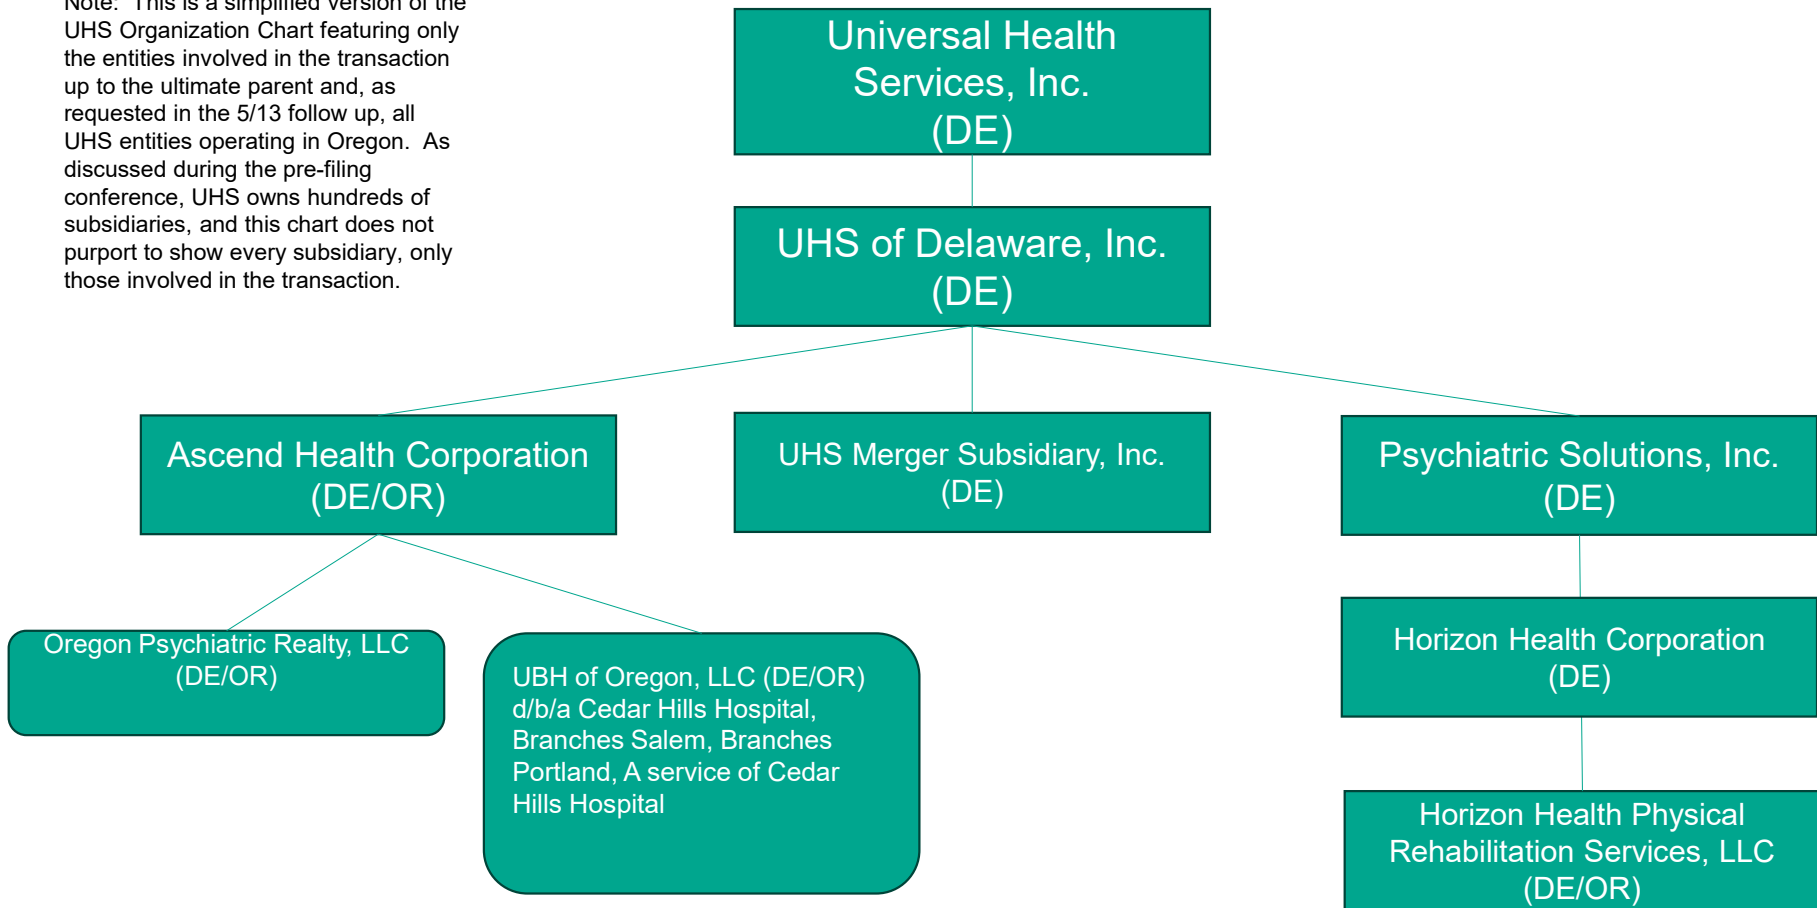 Note: This is a simplified version of the
UHS Organization Chart featuring only
the entities involved in the transaction
up to the ultimate parent and, as
requested in the 5/13 follow up, all
UHS entities operating in Oregon. As
discussed during the pre-filing
conference, UHS owns hundreds of
subsidiaries, and this chart does not
purport to show every subsidiary, only
those involved in the transaction.
Universal Health
Services, Inc.
(DE)
UHS of Delaware, Inc.
(DE)
Ascend Health Corporation
(DE/OR)
UHS Merger Subsidiary, Inc.
(DE)
Psychiatric Solutions, Inc.
(DE)
Oregon Psychiatric Realty, LLC
(DE/OR)
UBH of Oregon, LLC (DE/OR)
d/b/a Cedar Hills Hospital,
Branches Salem, Branches
Portland, A service of Cedar
Hills Hospital
Horizon Health Corporation
(DE)
Horizon Health Physical
Rehabilitation Services, LLC
(DE/OR)